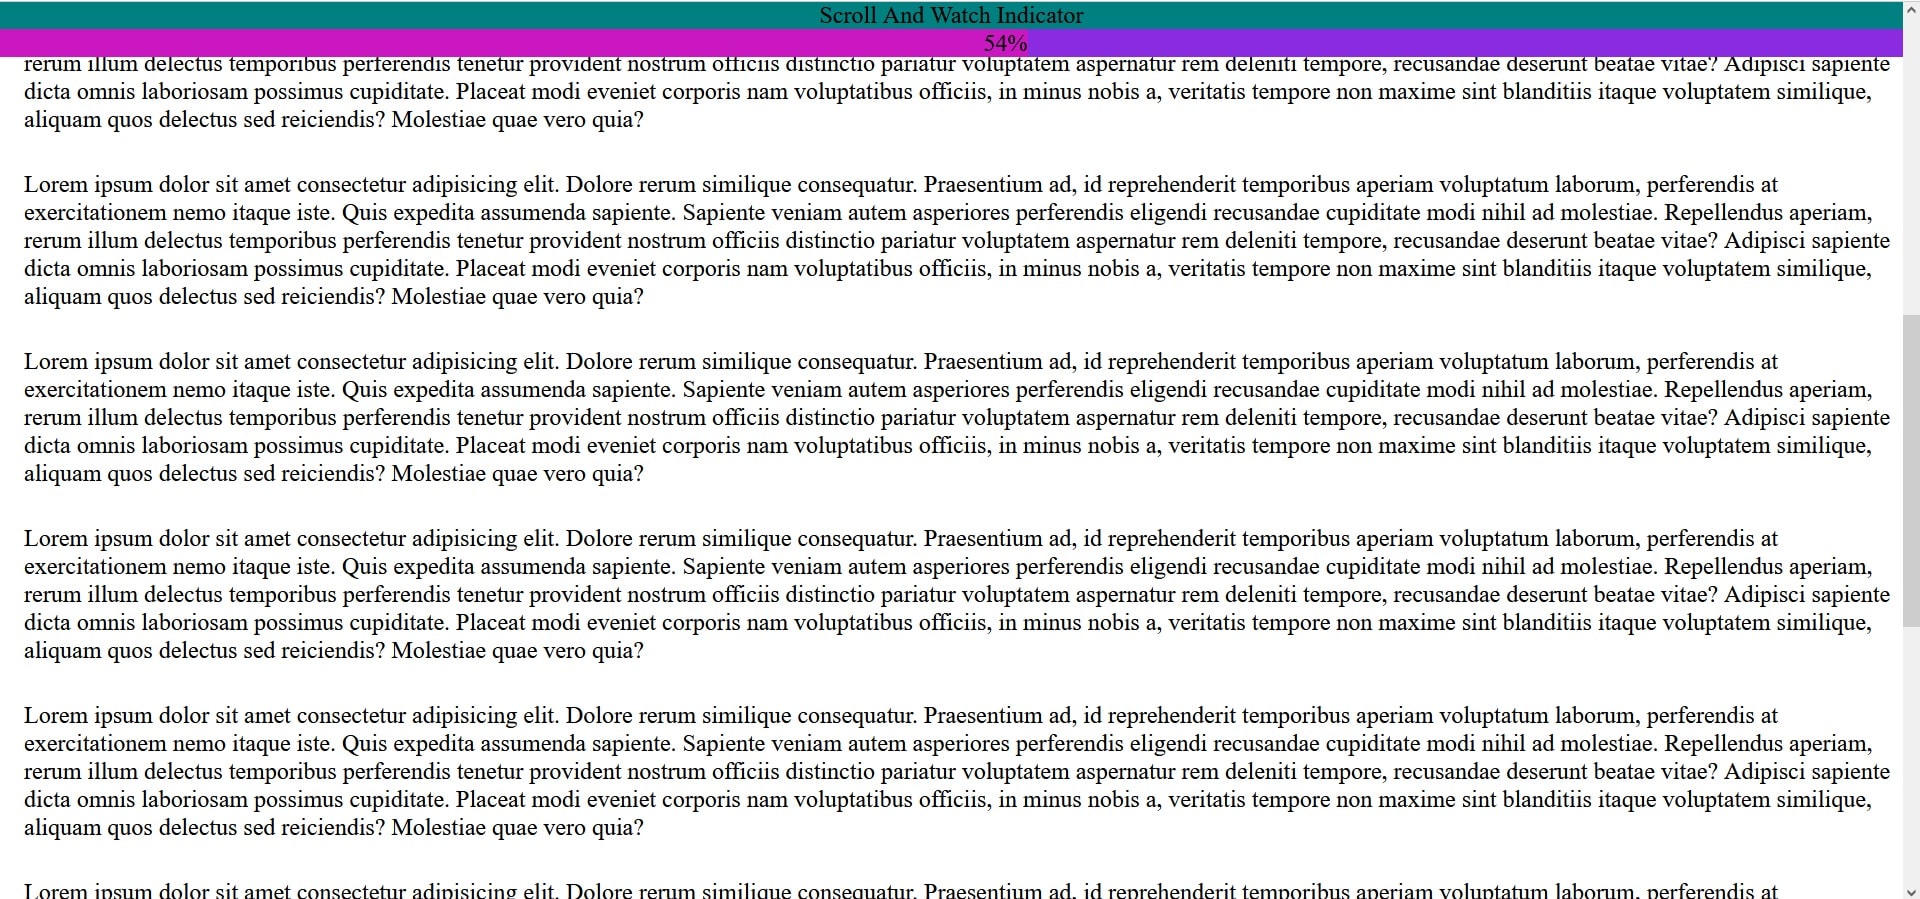 Scroll And Watch Indicator
54%
rerum illum delectus temporibus perferendis tenetur provident nostrum officiis distinctio pariatur voluptatem aspernatur rem deleniti tempore, recusandae deserunt beatae vitae? Adipisci sapiente
dicta omnis laboriosam possimus cupiditate. Placeat modi eveniet corporis nam voluptatibus officiis, in minus nobis a, veritatis tempore non maxime sint blanditiis itaque voluptatem similique,
aliquam quos delectus sed reiciendis? Molestiae quae vero quia?
Lorem ipsum dolor sit amet consectetur adipisicing elit. Dolore rerum similique consequatur. Praesentium ad, id reprehenderit temporibus aperiam voluptatum laborum, perferendis at
exercitationem nemo itaque iste. Quis expedita assumenda sapiente. Sapiente veniam autem asperiores perferendis eligendi recusandae cupiditate modi nihil ad molestiae. Repellendus aperiam,
rerum illum delectus temporibus perferendis tenetur provident nostrum officiis distinctio pariatur voluptatem aspernatur rem deleniti tempore, recusandae deserunt beatae vitae? Adipisci sapiente
dicta omnis laboriosam possimus cupiditate. Placeat modi eveniet corporis nam voluptatibus officiis, in minus nobis a, veritatis tempore non maxime sint blanditiis itaque voluptatem similique,
aliquam quos delectus sed reiciendis? Molestiae quae vero quia?
Lorem ipsum dolor sit amet consectetur adipisicing elit. Dolore rerum similique consequatur. Praesentium ad, id reprehenderit temporibus aperiam voluptatum laborum, perferendis at
exercitationem nemo itaque iste. Quis expedita assumenda sapiente. Sapiente veniam autem asperiores perferendis eligendi recusandae cupiditate modi nihil ad molestiae. Repellendus aperiam,
rerum illum delectus temporibus perferendis tenetur provident nostrum officiis distinctio pariatur voluptatem aspernatur rem deleniti tempore, recusandae deserunt beatae vitae? Adipisci sapiente
dicta omnis laboriosam possimus cupiditate. Placeat modi eveniet corporis nam voluptatibus officiis, in minus nobis a, veritatis tempore non maxime sint blanditiis itaque voluptatem similique,
aliquam quos delectus sed reiciendis? Molestiae quae vero quia?
Lorem ipsum dolor sit amet consectetur adipisicing elit. Dolore rerum similique consequatur. Praesentium ad, id reprehenderit temporibus aperiam voluptatum laborum, perferendis at
exercitationem nemo itaque iste. Quis expedita assumenda sapiente. Sapiente veniam autem asperiores perferendis eligendi recusandae cupiditate modi nihil ad molestiae. Repellendus aperiam,
rerum illum delectus temporibus perferendis tenetur provident nostrum officiis distinctio pariatur voluptatem aspernatur rem deleniti tempore, recusandae deserunt beatae vitae? Adipisci sapiente
dicta omnis laboriosam possimus cupiditate. Placeat modi eveniet corporis nam voluptatibus officiis, in minus nobis a, veritatis tempore non maxime sint blanditiis itaque voluptatem similique,
aliquam quos delectus sed reiciendis? Molestiae quae vero quia?
Lorem ipsum dolor sit amet consectetur adipisicing elit. Dolore rerum similique consequatur. Praesentium ad, id reprehenderit temporibus aperiam voluptatum laborum, perferendis at
exercitationem nemo itaque iste. Quis expedita assumenda sapiente. Sapiente veniam autem asperiores perferendis eligendi recusandae cupiditate modi nihil ad molestiae. Repellendus aperiam,
rerum illum delectus temporibus perferendis tenetur provident nostrum officiis distinctio pariatur voluptatem aspernatur rem deleniti tempore, recusandae deserunt beatae vitae? Adipisci sapiente
dicta omnis laboriosam possimus cupiditate. Placeat modi eveniet corporis nam voluptatibus officiis, in minus nobis a, veritatis tempore non maxime sint blanditiis itaque voluptatem similique,
aliquam quos delectus sed reiciendis? Molestiae quae vero quia?
Lorem ipsum dolor sit amet consectetur adipisicing elit. Dolore rerum similique consequatur. Praesentium ad, id reprehenderit temporibus aperiam voluptatum laborum, perferendis at